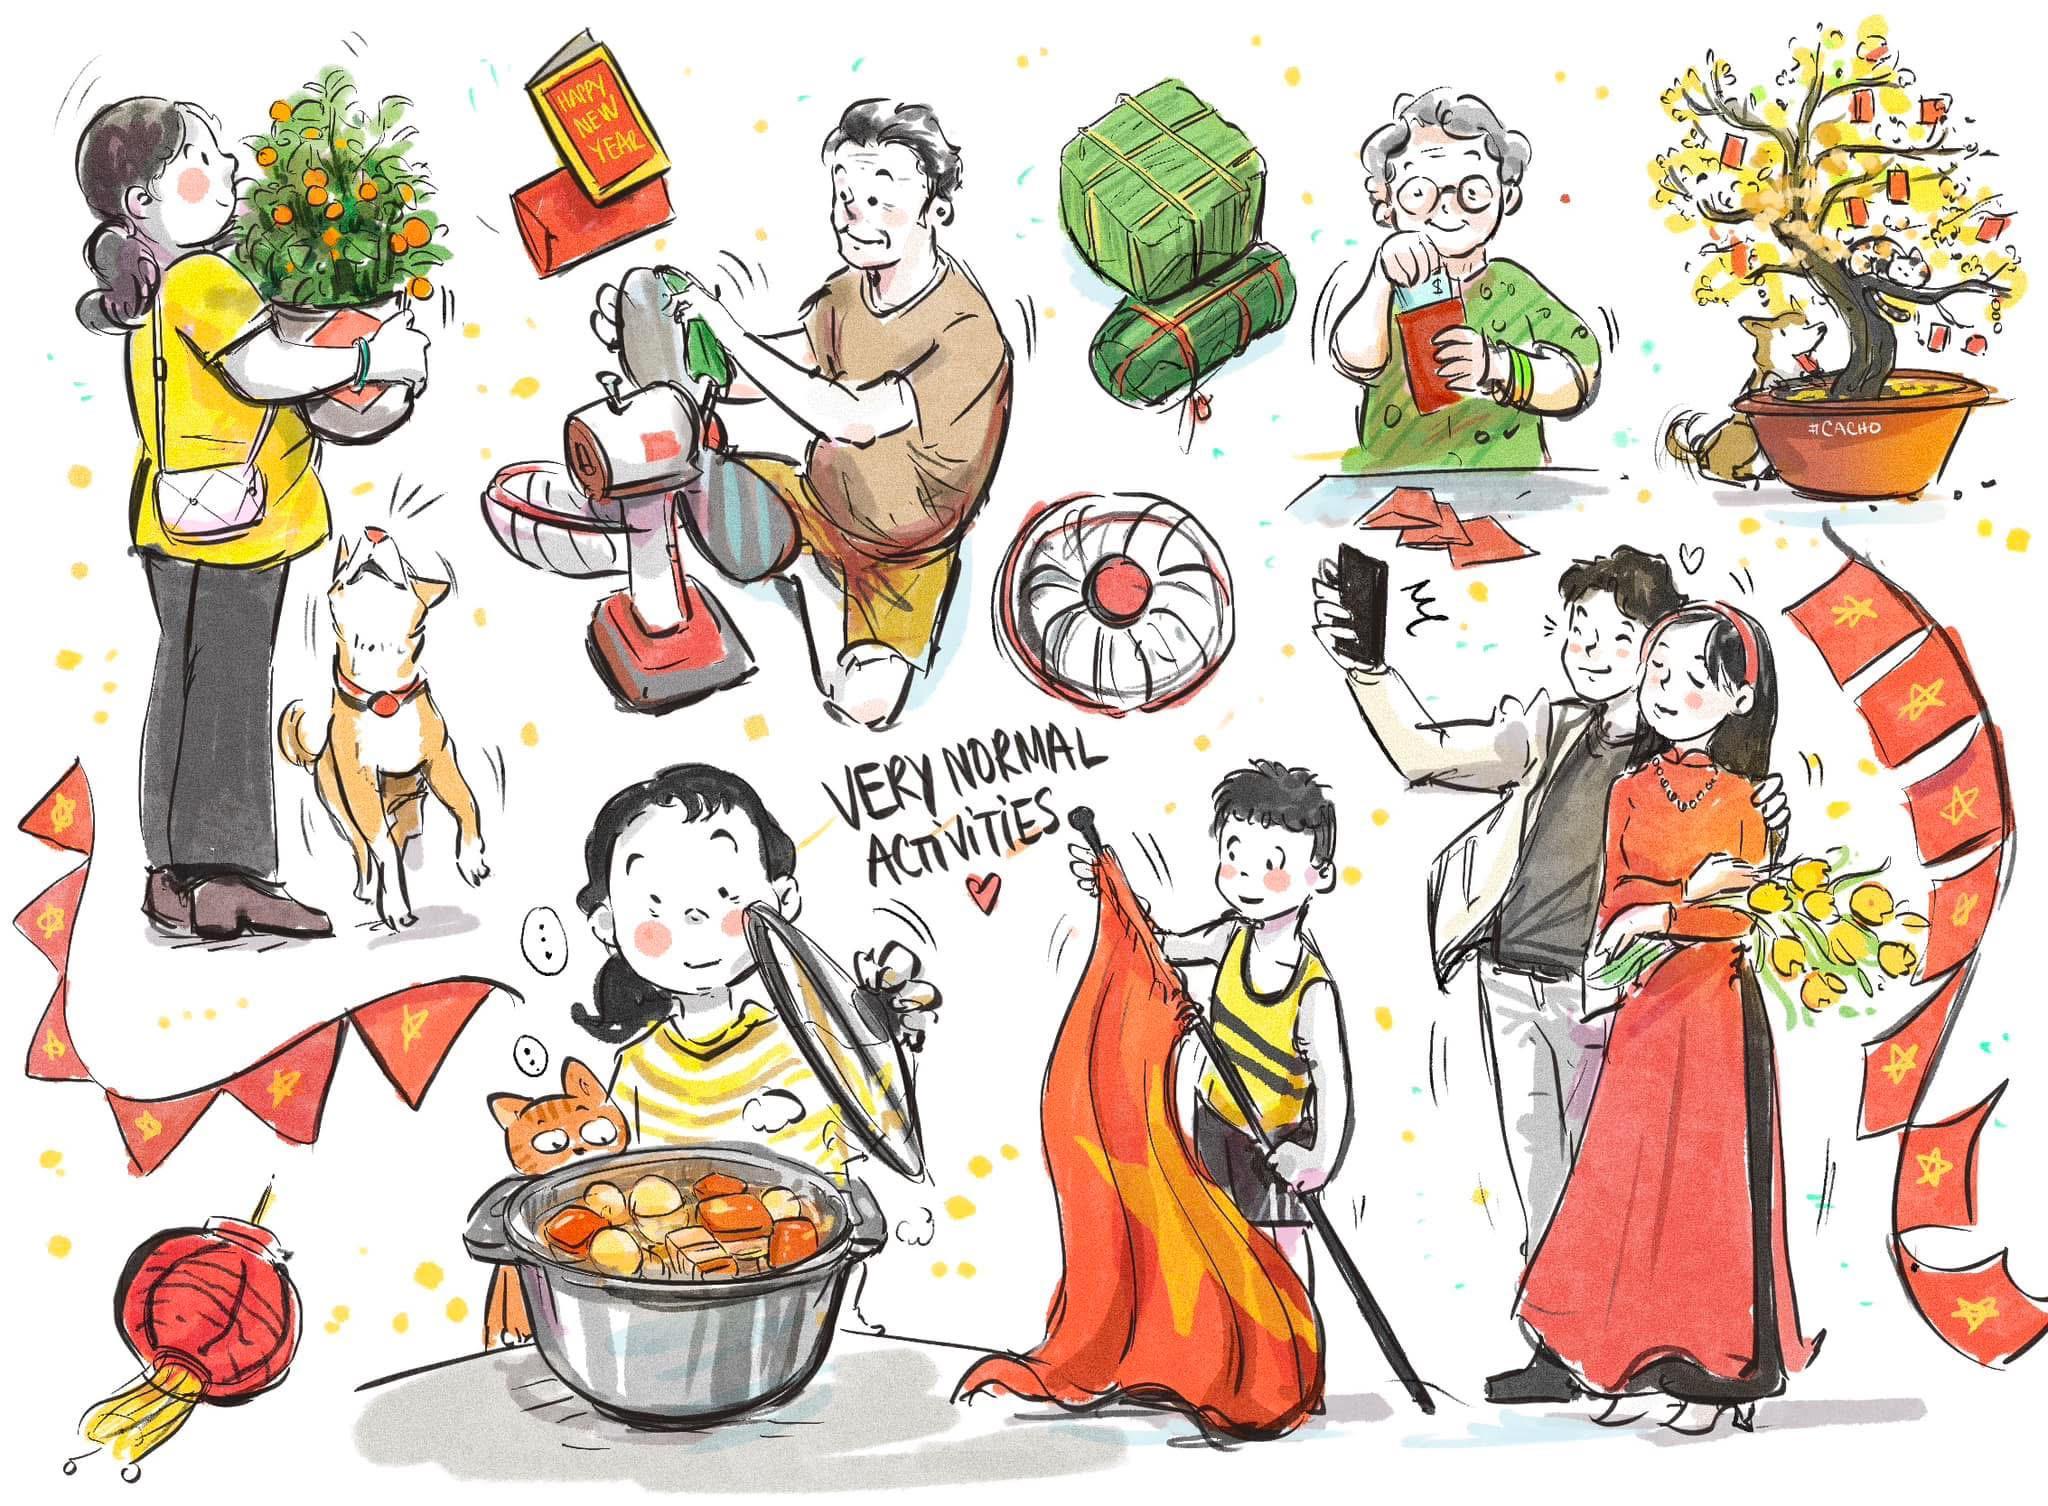 HAPPY
NEW
YEAR
$
#CACHO
VERY NORMAL
ACTIVITIES